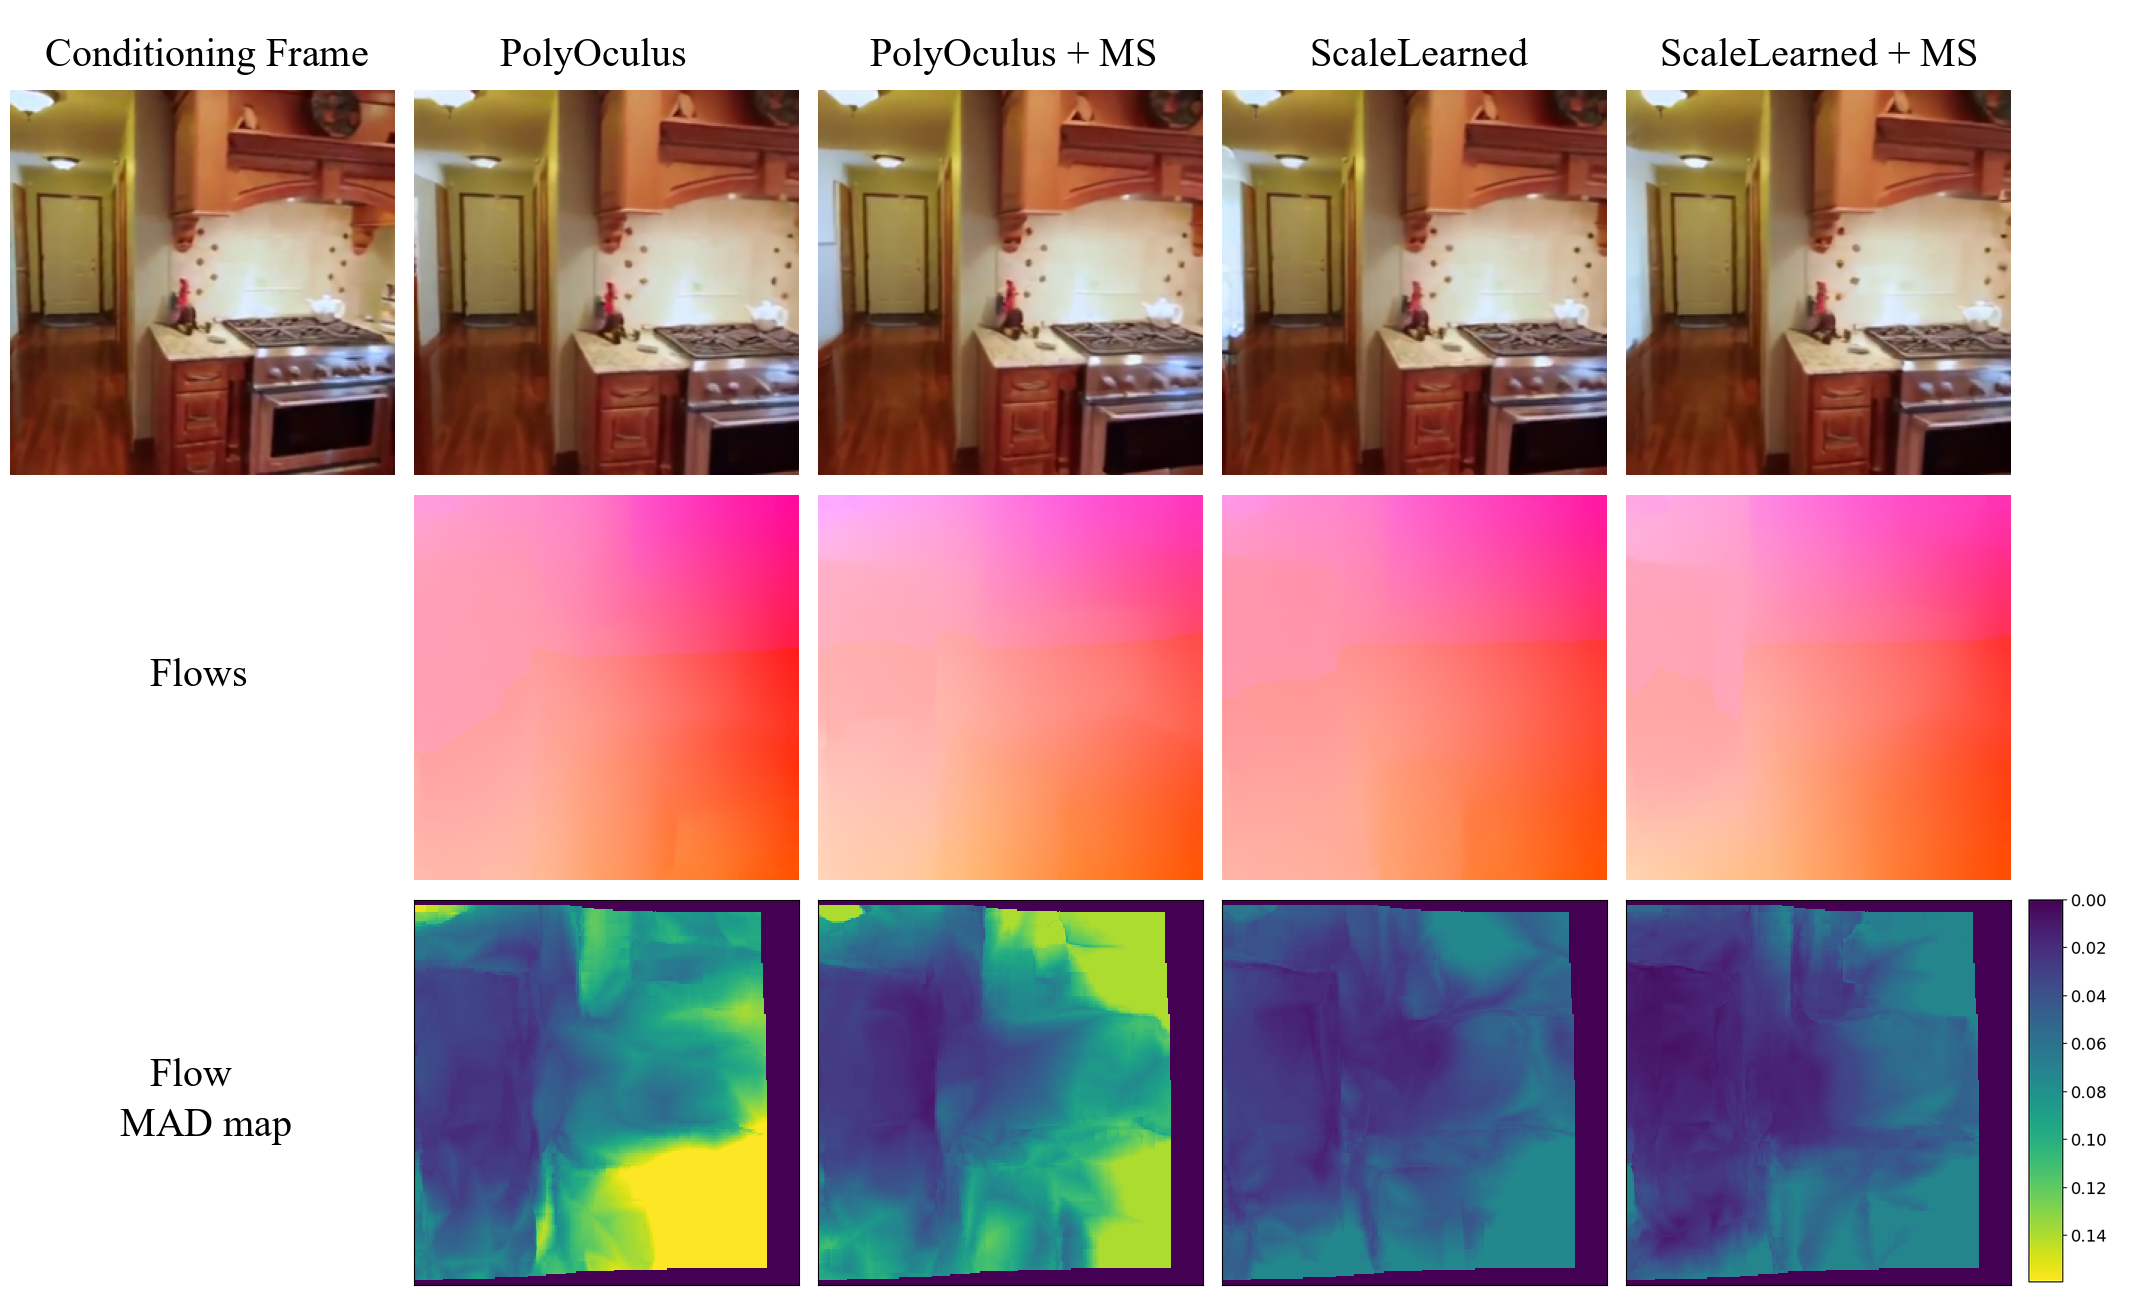 Conditioning Frame
PolyOculus
PolyOculus + MS
ScaleLearned
ScaleLearned + MS
Flows
Flow
MAD map
0.00
0.02
0.04
0.06
0.08
0.10
0.12
0.14